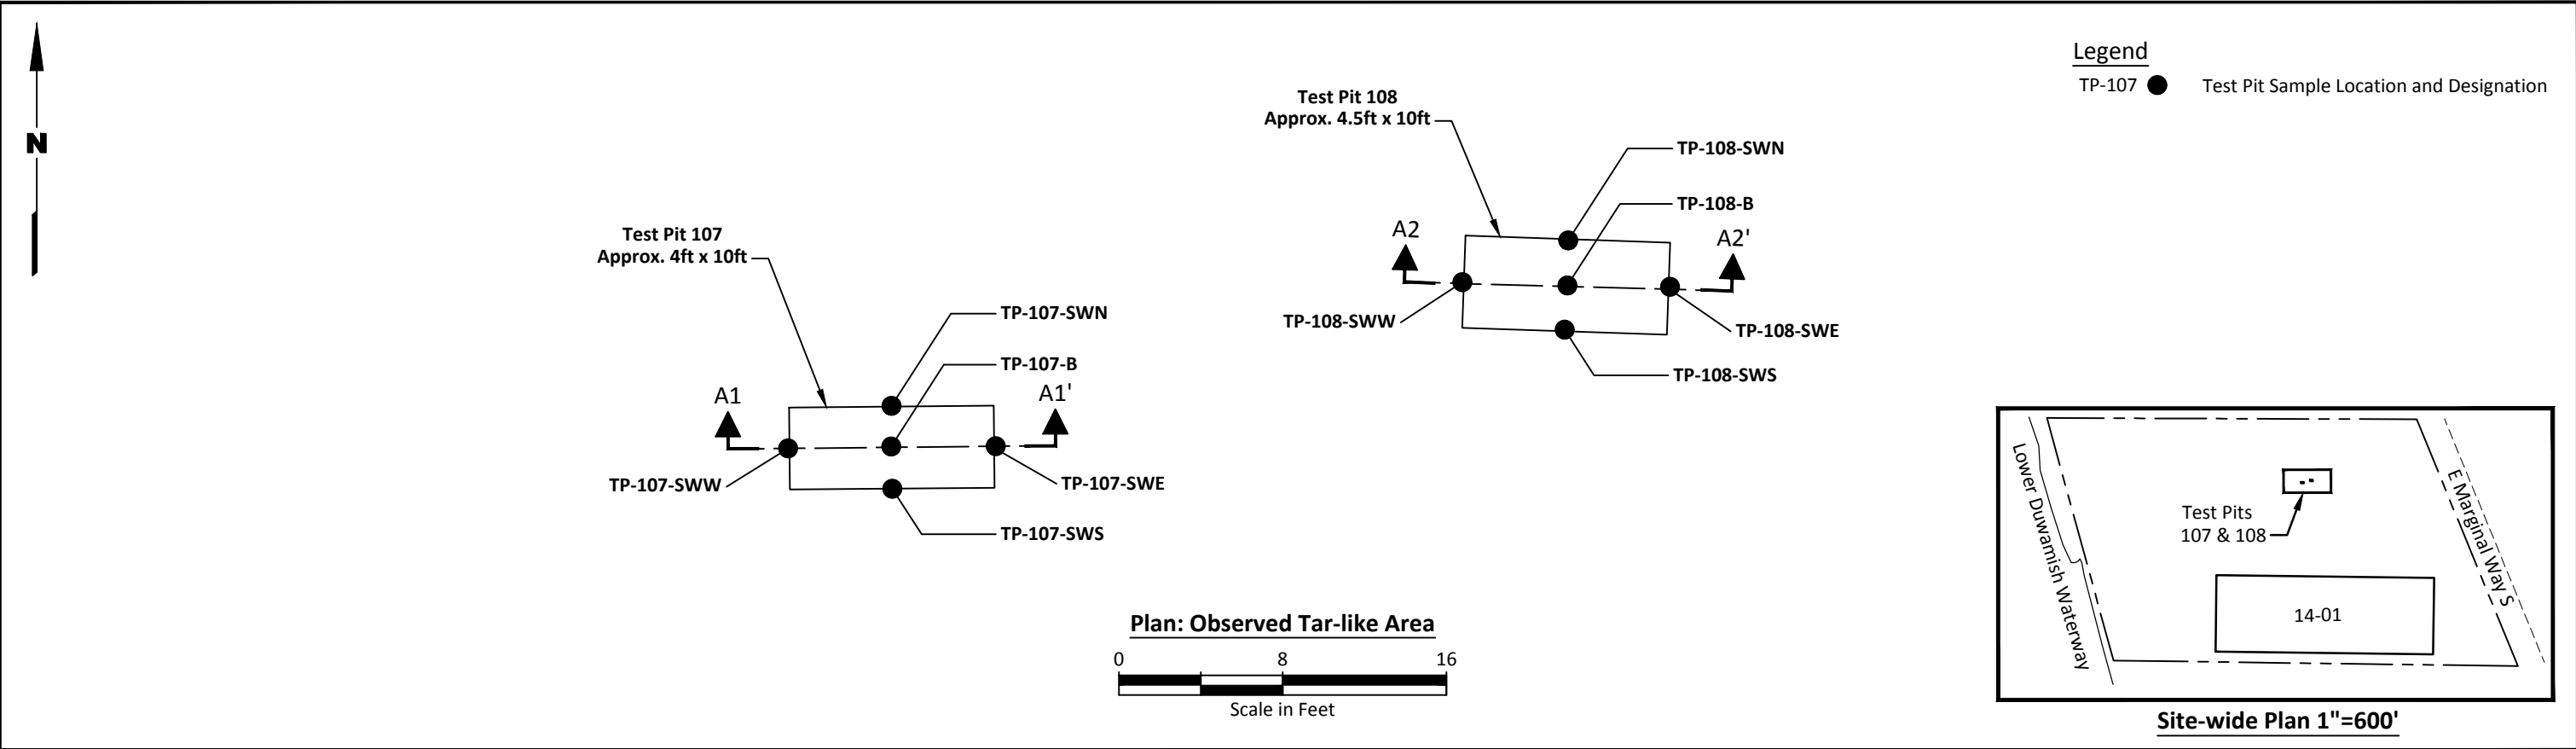 N
Legend
TP-107
Test Pit Sample Location and Designation
Test Pit 108
Approx. 4.5ft x 10ft
TP-108-SWN
TP-108-B
A2
A2'
TP-108-SWW
TP-108-SWE
TP-108-SWS
Test Pit 107
Approx. 4ft x 10ft
TP-107-SWN
TP-107-B
A1
A1'
TP-107-SWW
TP-107-SWE
TP-107-SWS
Plan: Observed Tar-like Area
0 8 16
Scale in Feet
Lower Duwamish Waterway
E Marginal Way S
Test Pits
107 & 108
14-01
Site-wide Plan 1"=600'